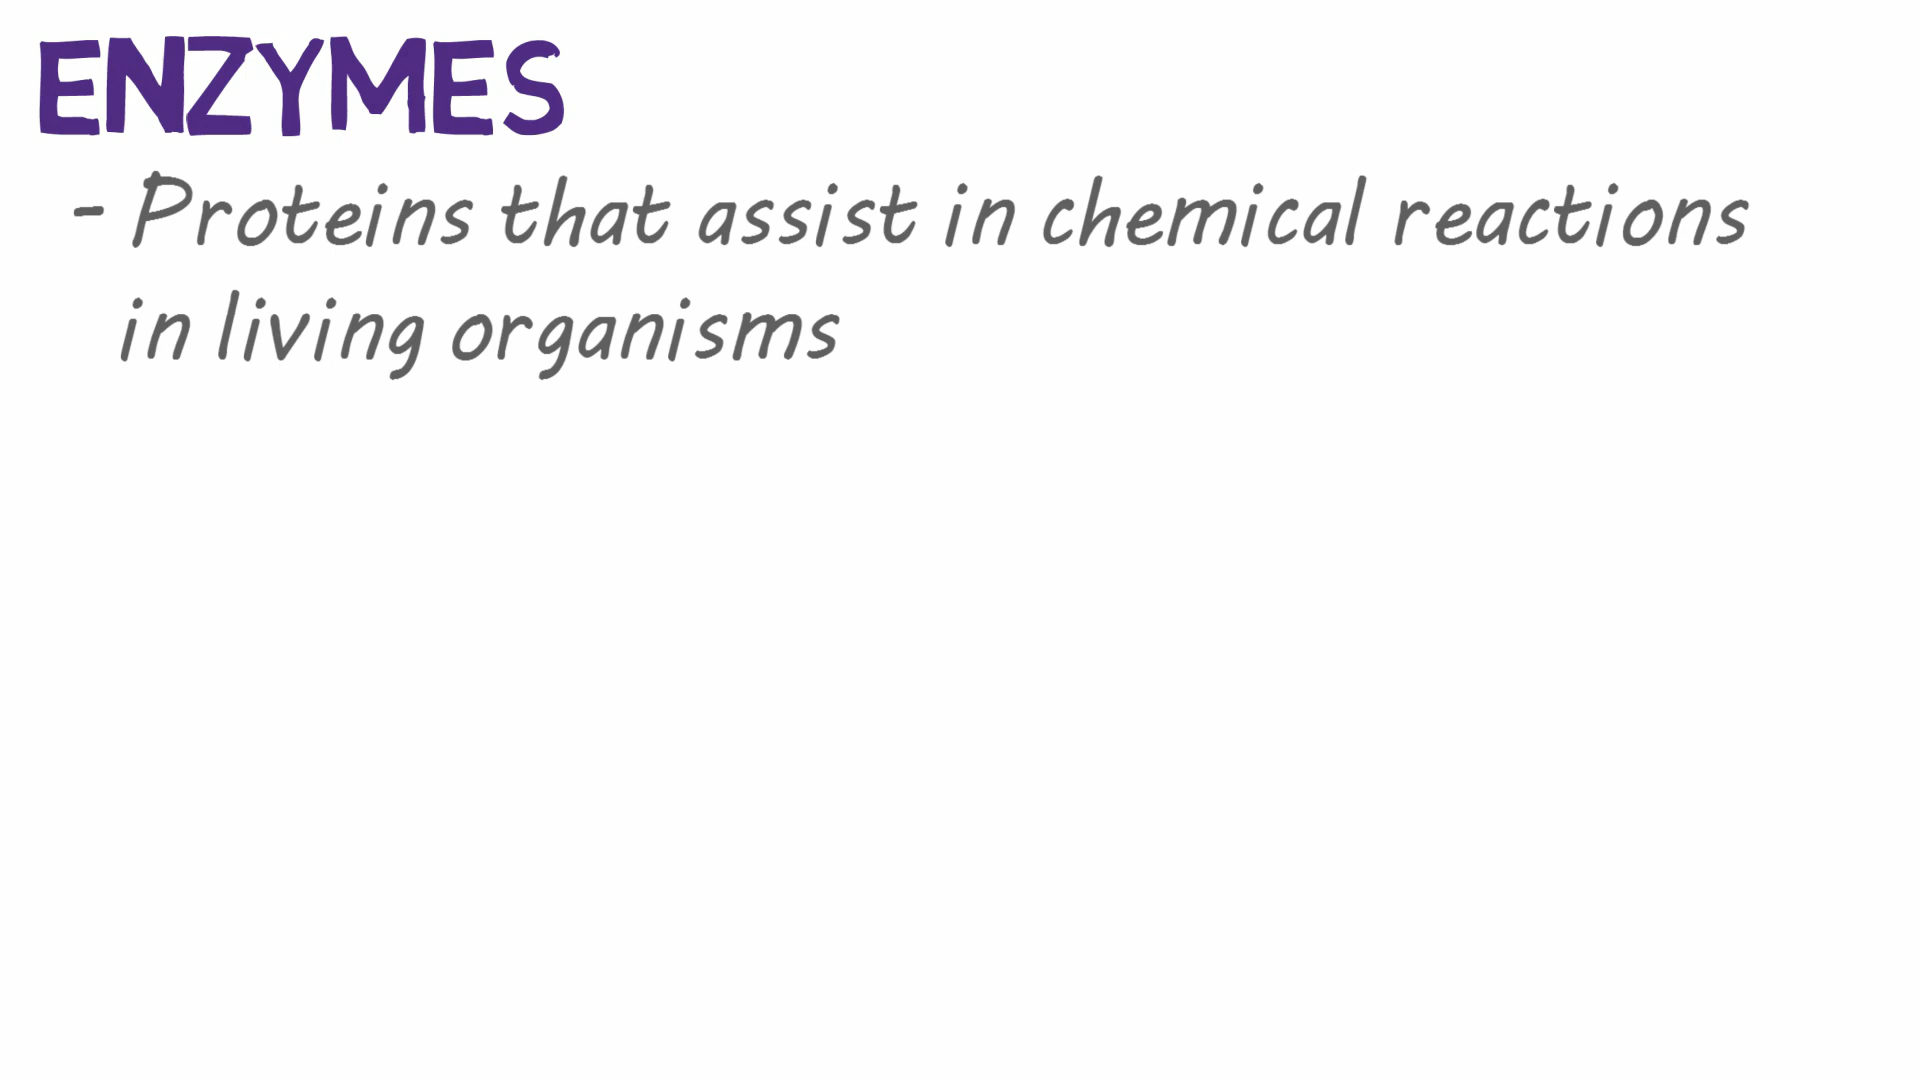 ENZYMES
- Proteins that assist in chemical reactions
in living organisms